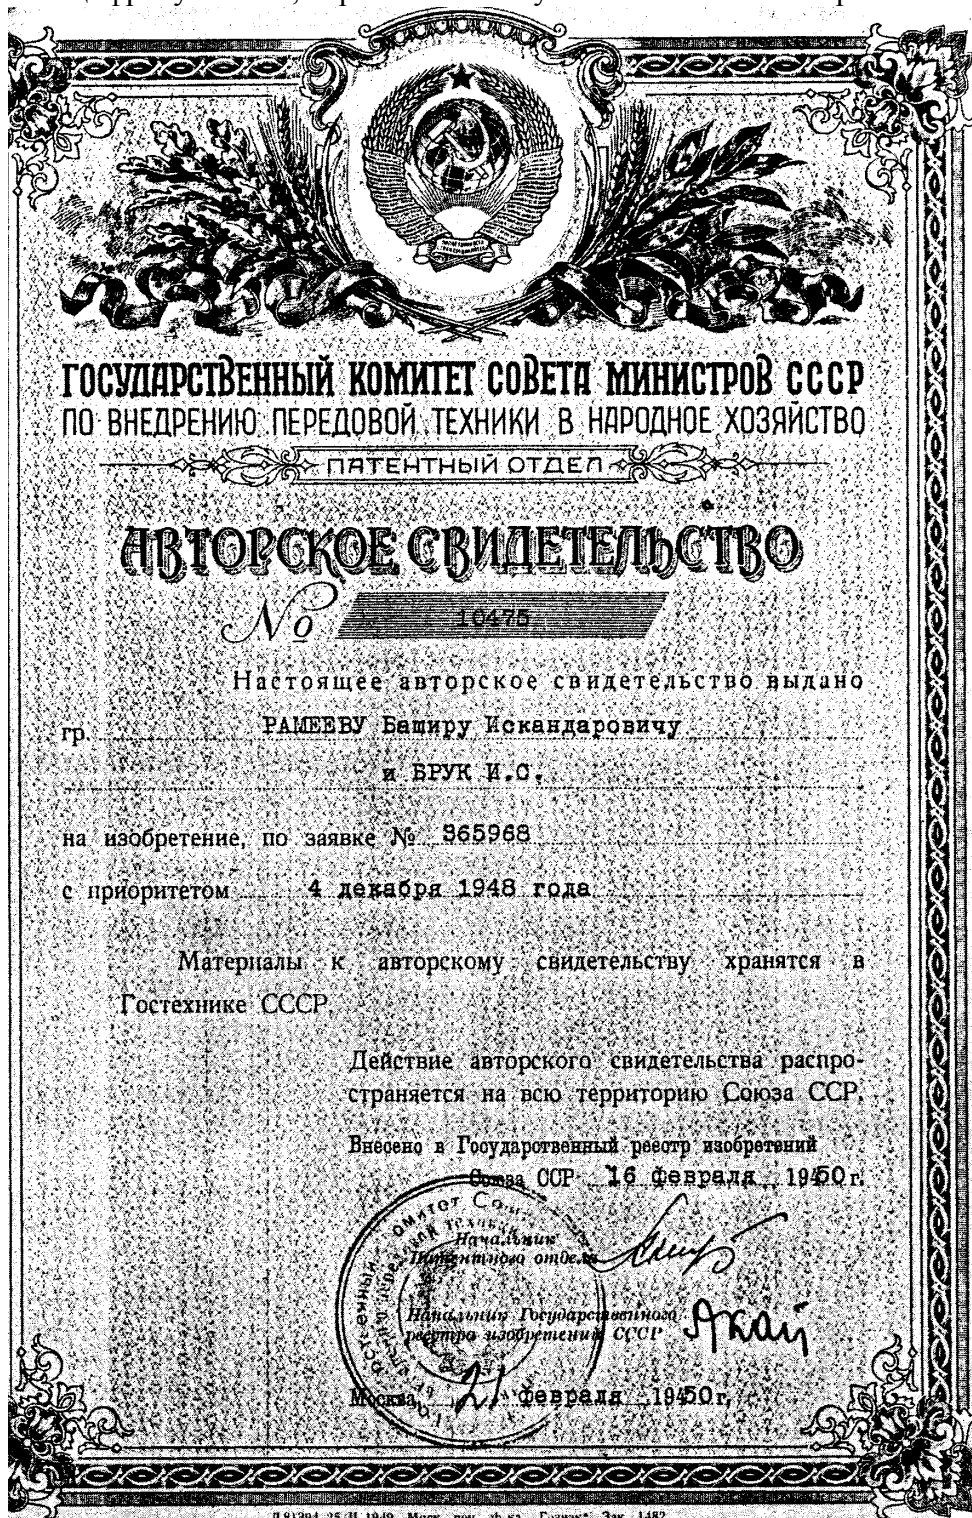 ГОСУДАРСТВЕННЫЙ КОМИТЕТ СОВЕТА МИНИСТРОВ СССР
ПО ВНЕДРЕНИЮ ПЕРЕДОВОЙ ТЕХНИКИ В НАРОДНОЕ ХОЗЯЙСТВО
ПАТЕНТНЫЙ ОТДЕЛ
АВТОРСКОЕ СВИДЕТЕЛЬСТВО
№ 10475
Настоящее авторское свидетельство выдано
гр. РАМЕЕВУ Баширу Искандаровичу
и БРУК И.С.
на изобретение, по заявке № 365968
с приоритетом 4 декабря 1948 года
Материалы к авторскому свидетельству хранятся в
Гостехнике СССР.
Действие авторского свидетельства распро-
страняется на всю территорию Союза ССР.
Внесено в Государственный реестр изобретений
Союза ССР 16 февраля 1950 г.
Начальник
Патентного отдела
Начальник Государственного
реестра изобретений СССР
Москва, 21 февраля 1950 г.